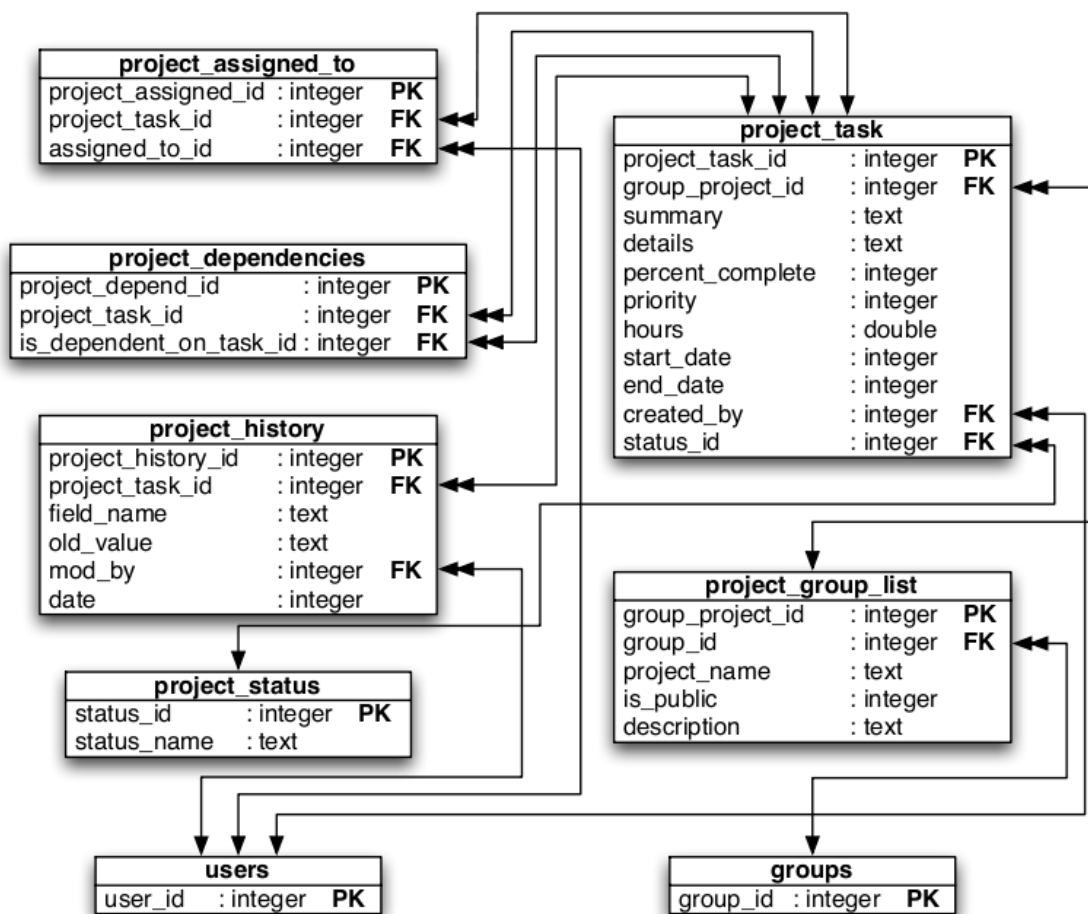 project_assigned_to
project_assigned_id : integer PK
project_task_id : integer FK
assigned_to_id : integer FK
project_dependencies
project_depend_id : integer PK
project_task_id : integer FK
is_dependent_on_task_id : integer FK
project_history
project_history_id : integer PK
project_task_id : integer FK
field_name : text
old_value : text
mod_by : integer FK
date : integer
project_status
status_id : integer PK
status_name : text
users
user_id : integer PK
project_task
project_task_id : integer PK
group_project_id : integer FK
summary : text
details : text
percent_complete : integer
priority : integer
hours : double
start_date : integer
end_date : integer
created_by : integer FK
status_id : integer FK
project_group_list
group_project_id : integer PK
group_id : integer FK
project_name : text
is_public : integer
description : text
groups
group_id : integer PK